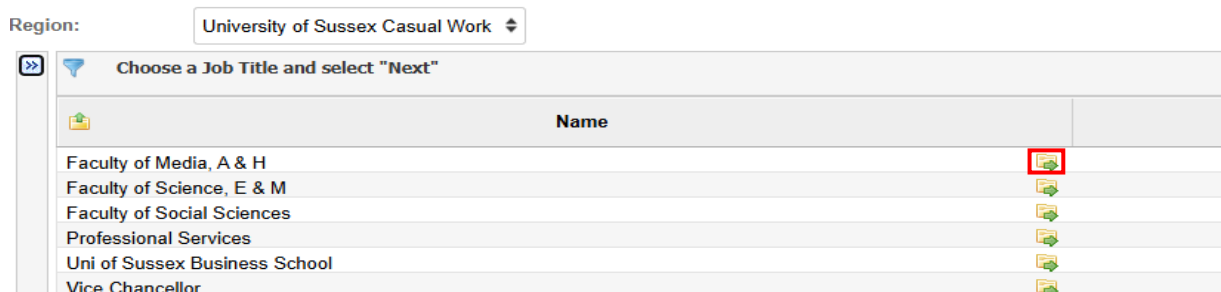 Region: University of Sussex Casual Work
Choose a Job Title and select "Next"
Name
Faculty of Media, A & H
Faculty of Science, E & M
Faculty of Social Sciences
Professional Services
Uni of Sussex Business School
Vice Chancellor